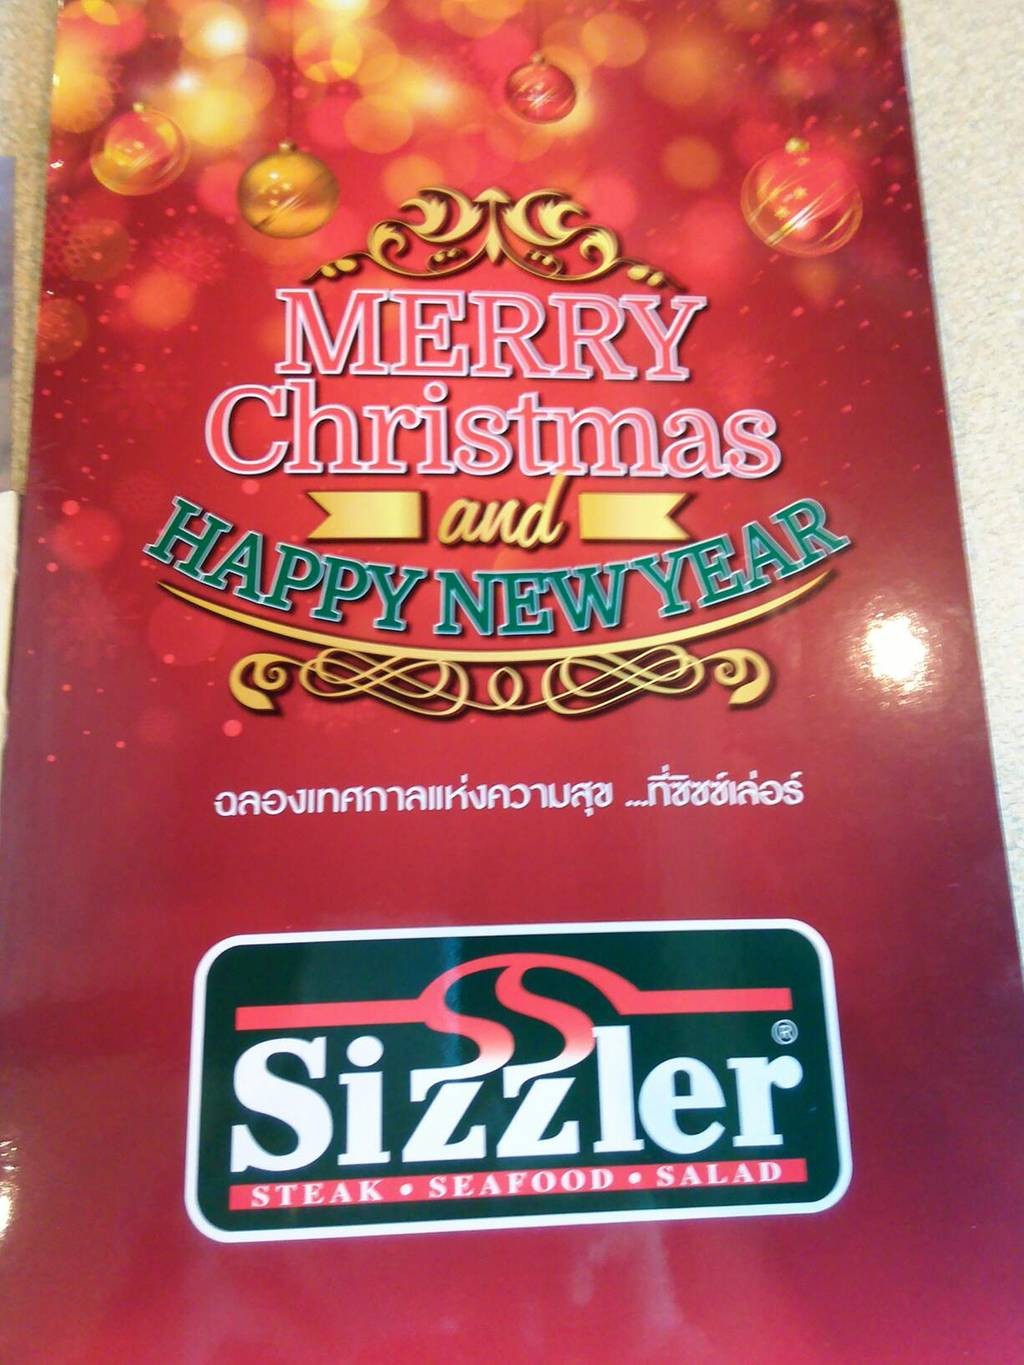 MERRY
Christmas
and
HAPPY NEW YEAR
ฉลองเทศกาลแห่งความสุข ...ที่ซิซซ์เล่อร์
Sizzler®
STEAK • SEAFOOD • SALAD